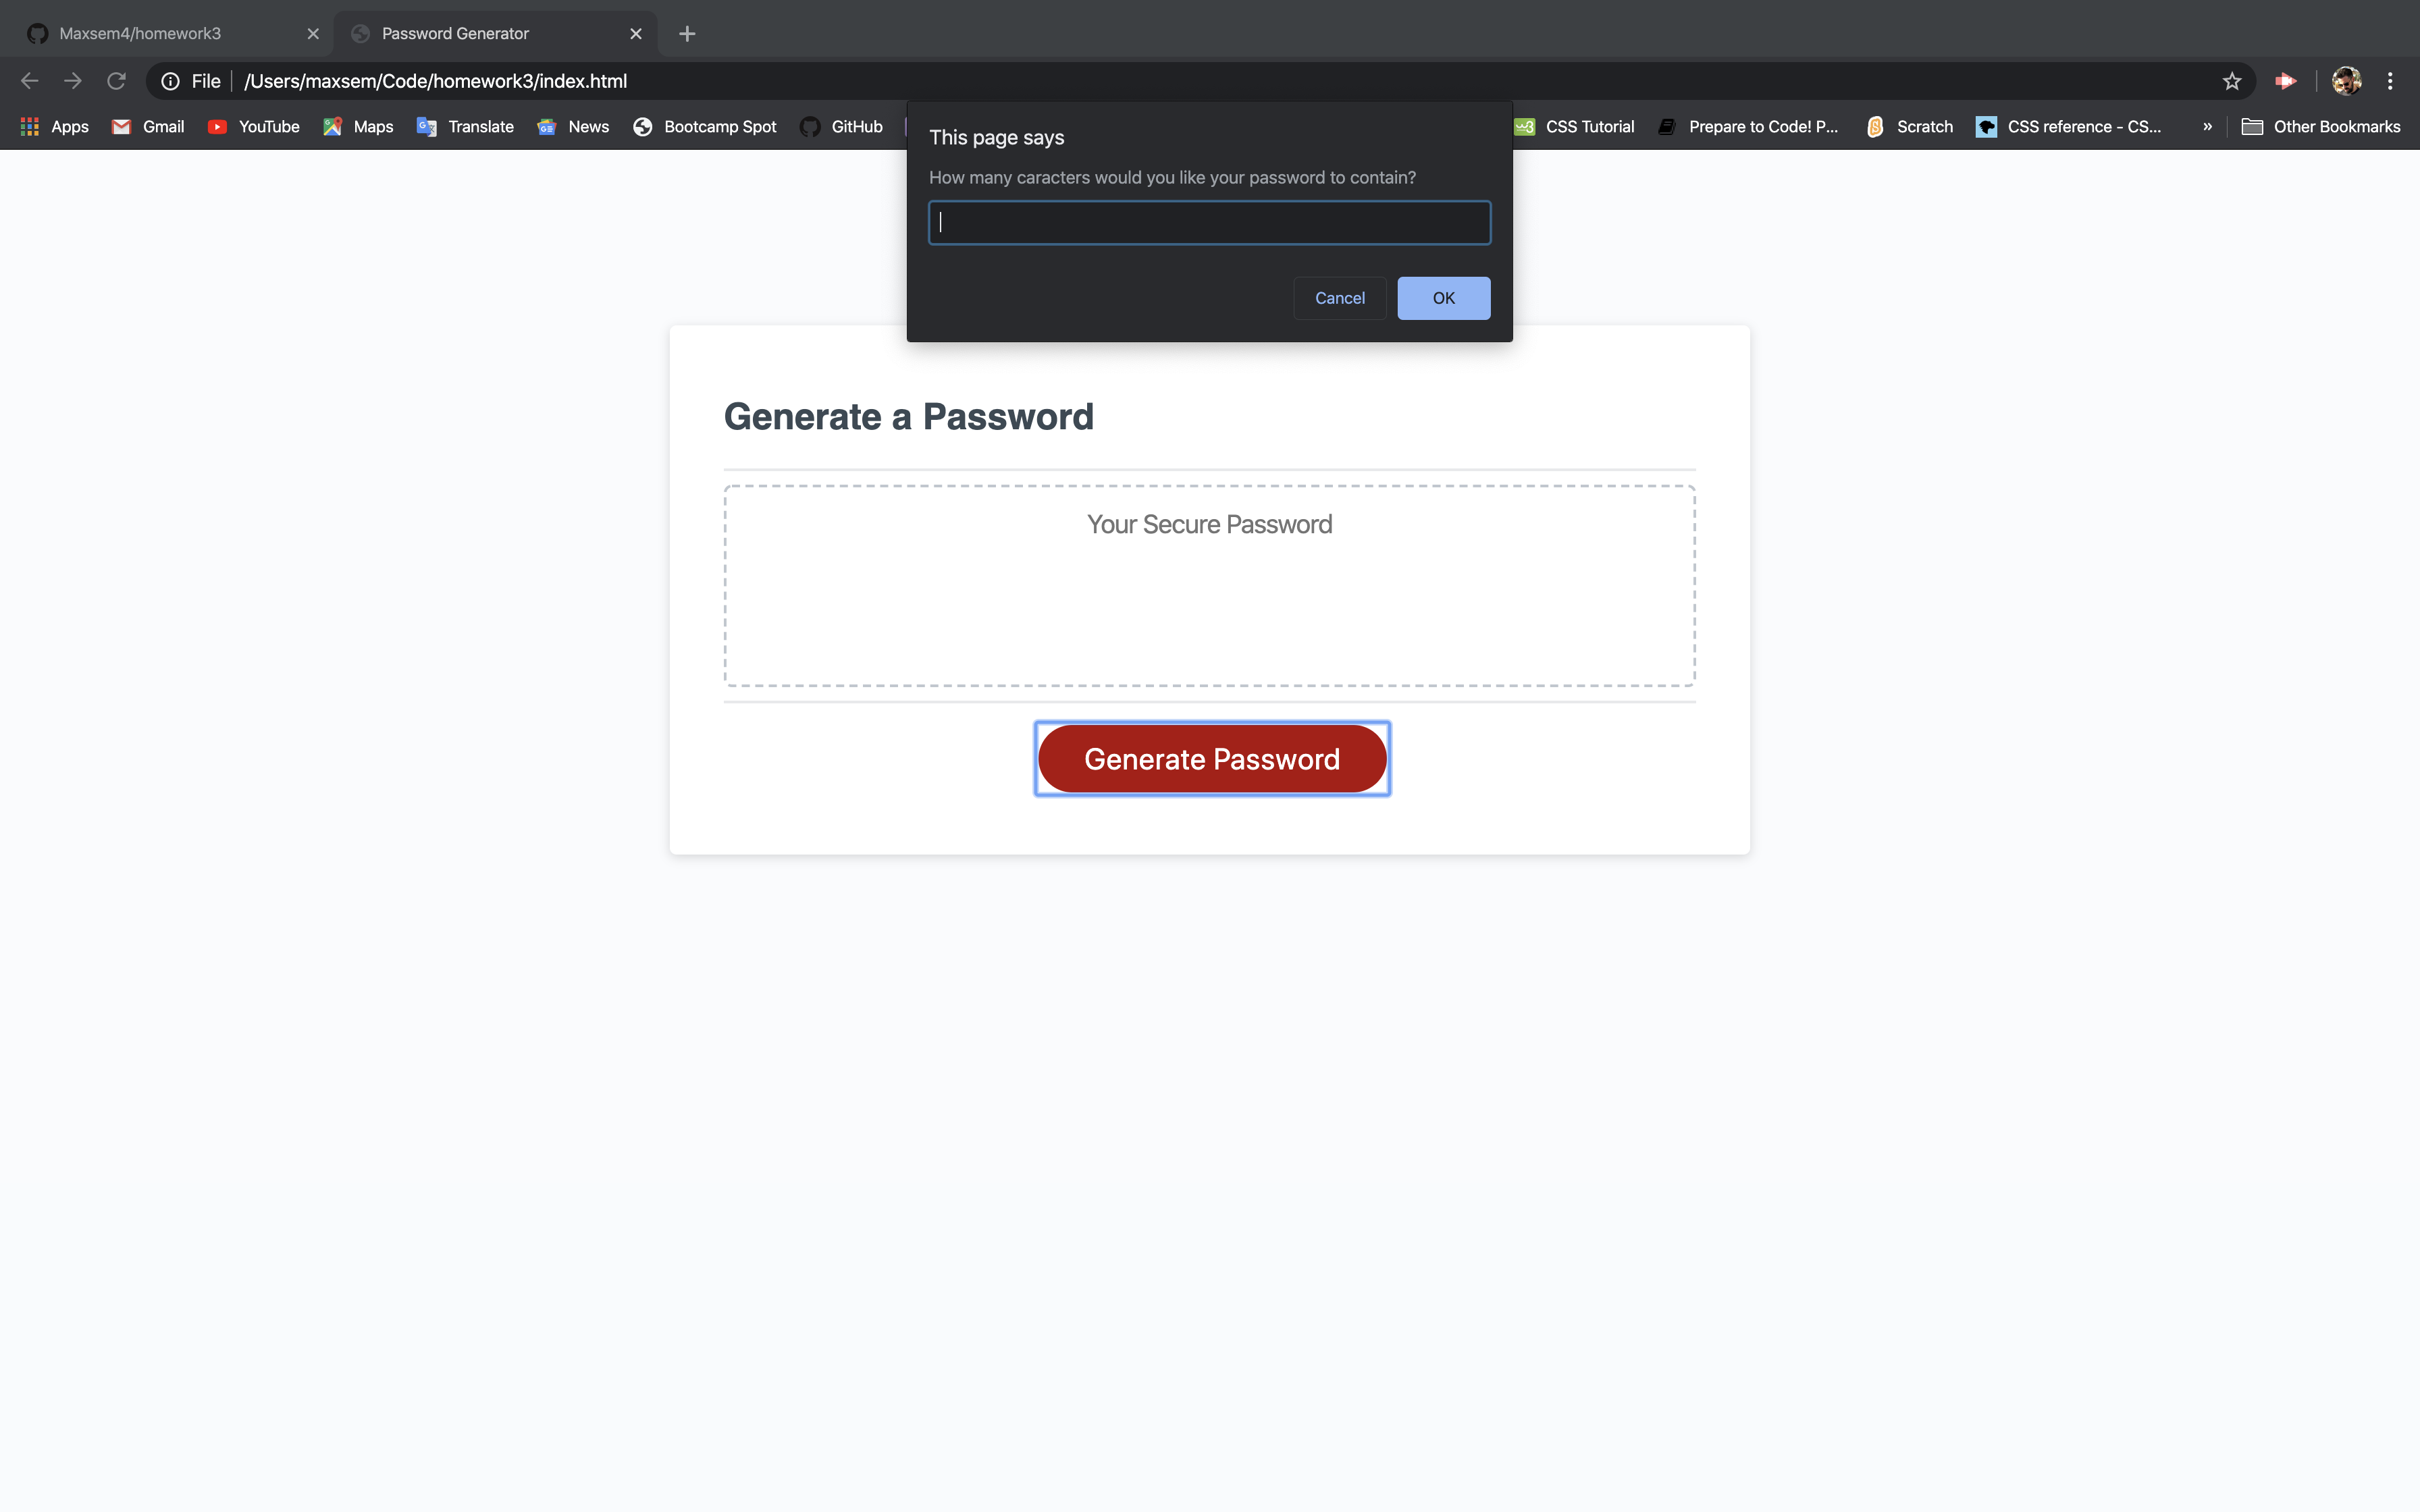 Maxsem4/homework3
Password Generator
File /Users/maxsem/Code/homework3/index.html
Apps Gmail YouTube Maps Translate News Bootcamp Spot GitHub CSS Tutorial Prepare to Code! P... Scratch CSS reference - CS... » Other Bookmarks
This page says
How many caracters would you like your password to contain?
Cancel OK
Generate a Password
Your Secure Password
Generate Password